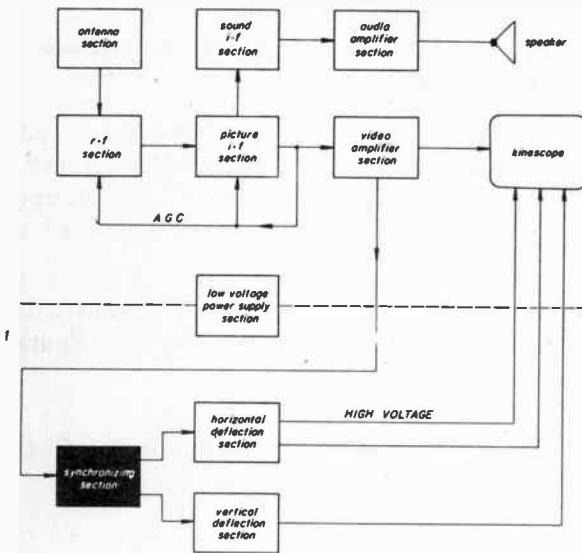 antenna
section
sound
i-f
section
audio
amplifier
section
speaker
r-f
section
picture
i-f
section
video
amplifier
section
kinescope
AGC
low voltage
power supply
section
f
HIGH VOLTAGE
horizontal
deflection
section
synchronizing
section
vertical
deflection
section